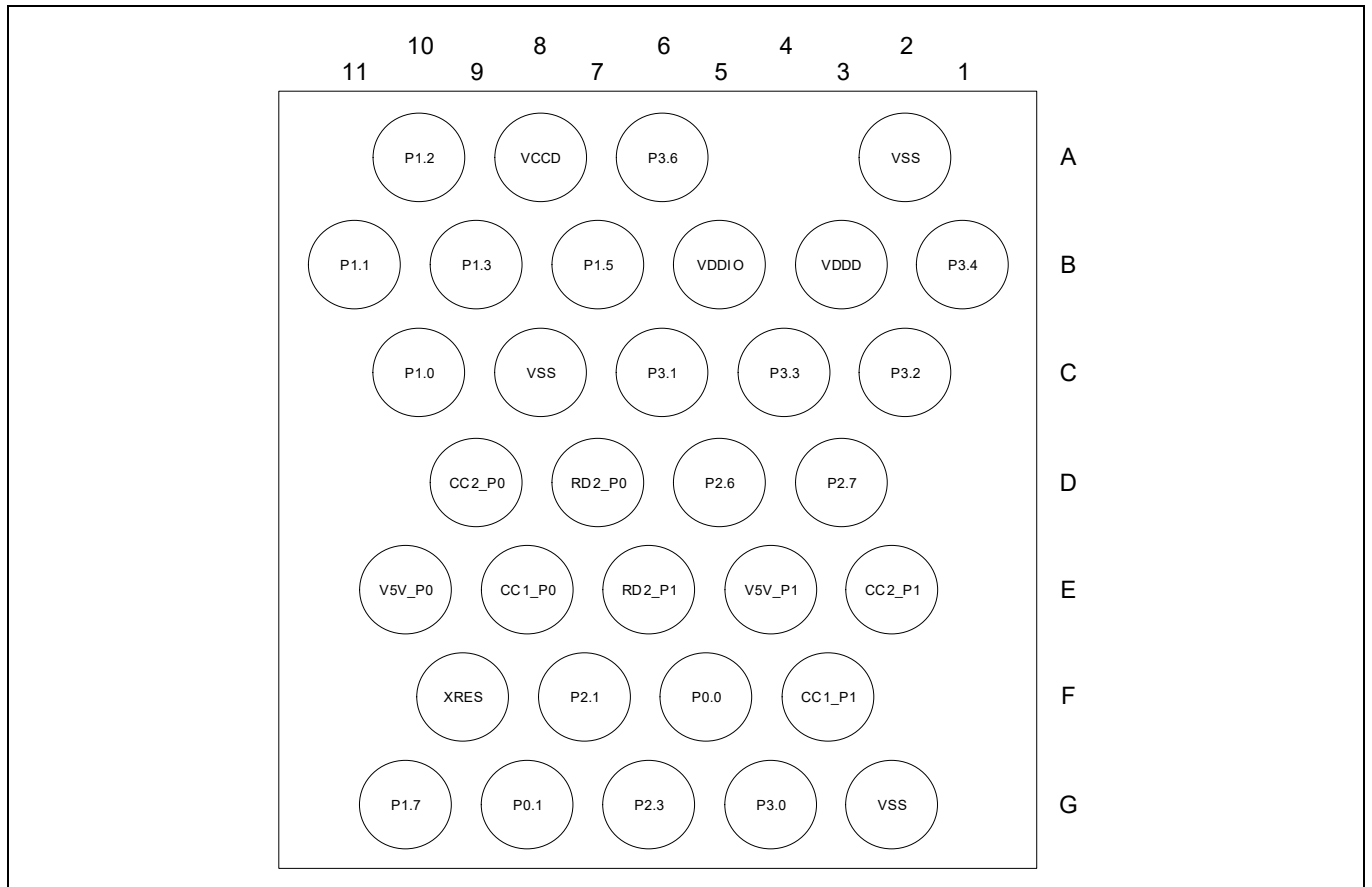 10 8 6 4 2
11 9 7 5 3 1
P1.2 VCCD P3.6 VSS A
P1.1 P1.3 P1.5 VDDIO VDDD P3.4 B
P1.0 VSS P3.1 P3.3 P3.2 C
CC2_P0 RD2_P0 P2.6 P2.7 D
V5V_P0 CC1_P0 RD2_P1 V5V_P1 CC2_P1 E
XRES P2.1 P0.0 CC1_P1 F
P1.7 P0.1 P2.3 P3.0 VSS G